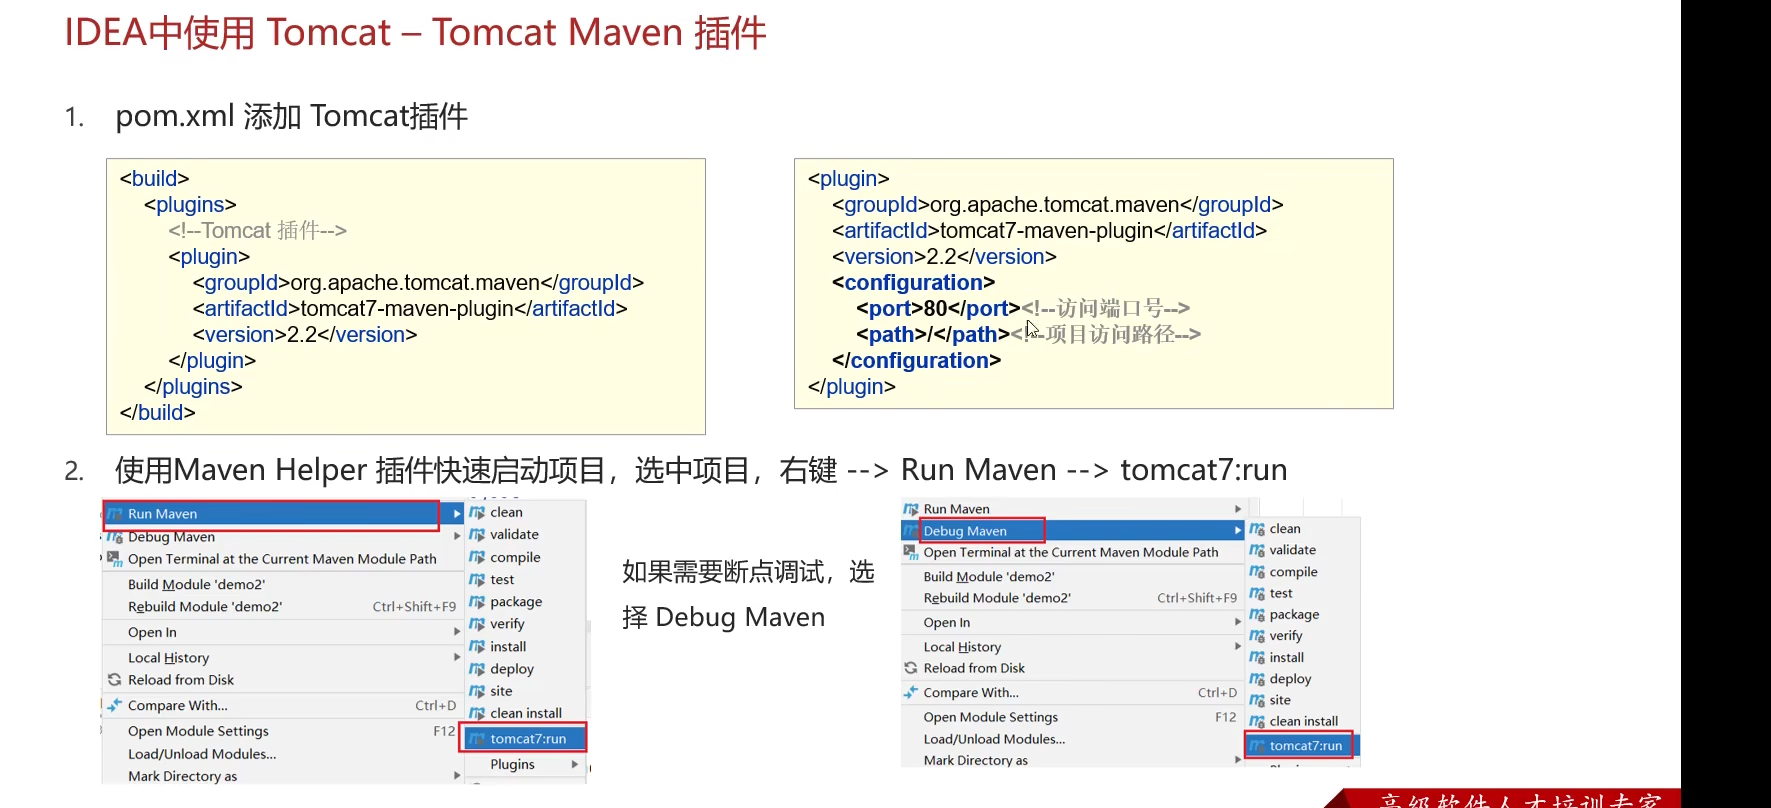 IDEA中使用 Tomcat – Tomcat Maven 插件
1. pom.xml 添加 Tomcat插件
<build>
<plugins>
<!--Tomcat 插件-->
<plugin>
<groupId>org.apache.tomcat.maven</groupId>
<artifactId>tomcat7-maven-plugin</artifactId>
<version>2.2</version>
</plugin>
</plugins>
</build>
<plugin>
<groupId>org.apache.tomcat.maven</groupId>
<artifactId>tomcat7-maven-plugin</artifactId>
<version>2.2</version>
<configuration>
<port>80</port><!--访问端口号-->
<path>/</path><!--项目访问路径-->
</configuration>
</plugin>
2. 使用Maven Helper 插件快速启动项目，选中项目，右键 --> Run Maven --> tomcat7:run
Run Maven
Debug Maven
Open Terminal at the Current Maven Module Path
Build Module 'demo2'
Rebuild Module 'demo2' Ctrl+Shift+F9
Open In
Local History
Reload from Disk
Compare With... Ctrl+D
Open Module Settings F12
Load/Unload Modules...
Mark Directory as
clean
validate
compile
test
package
verify
install
deploy
site
clean install
tomcat7:run
Plugins
如果需要断点调试，选
择 Debug Maven
Run Maven
Debug Maven
Open Terminal at the Current Maven Module Path
Build Module 'demo2'
Rebuild Module 'demo2' Ctrl+Shift+F9
Open In
Local History
Reload from Disk
Compare With... Ctrl+D
Open Module Settings F12
Load/Unload Modules...
Mark Directory as
clean
validate
compile
test
package
verify
install
deploy
site
clean install
tomcat7:run
高级软件人才培训专家